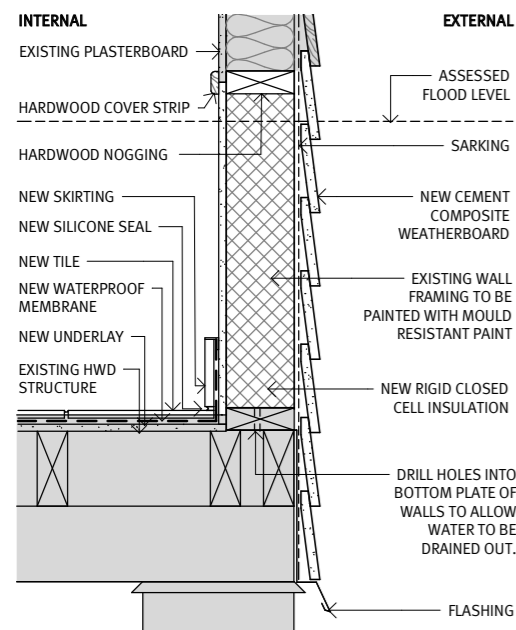 INTERNAL
EXTERNAL
EXISTING PLASTERBOARD
HARDWOOD COVER STRIP
HARDWOOD NOGGING
NEW SKIRTING
NEW SILICONE SEAL
NEW TILE
NEW WATERPROOF
MEMBRANE
NEW UNDERLAY
EXISTING HWD
STRUCTURE
ASSESSED
FLOOD LEVEL
SARKING
NEW CEMENT
COMPOSITE
WEATHERBOARD
EXISTING WALL
FRAMING TO BE
PAINTED WITH MOULD
RESISTANT PAINT
NEW RIGID CLOSED
CELL INSULATION
DRILL HOLES INTO
BOTTOM PLATE OF
WALLS TO ALLOW
WATER TO BE
DRAINED OUT.
FLASHING